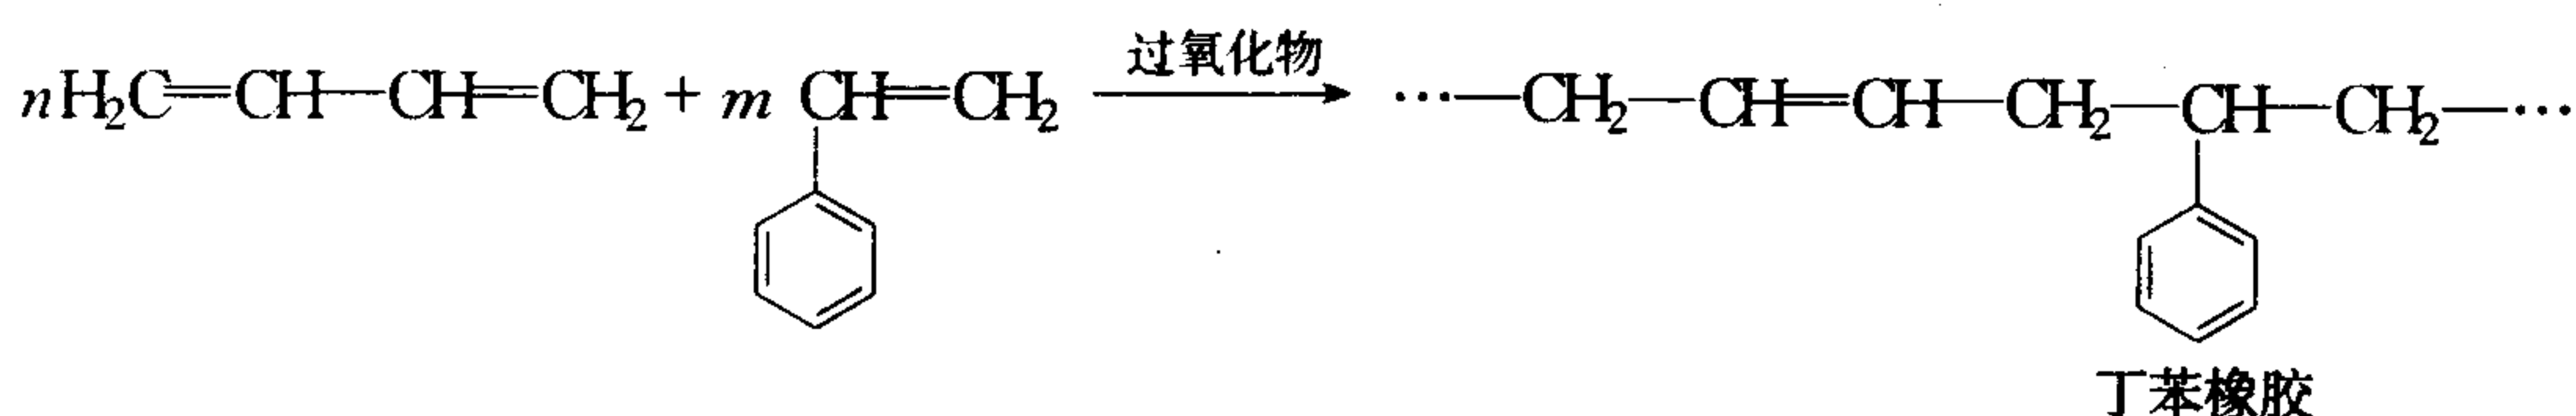 过氧化物
nH₂C=CH—CH=CH₂ + m CH=CH₂ ⟶ ···—CH₂—CH=CH—CH₂—CH—CH₂—···
丁苯橡胶